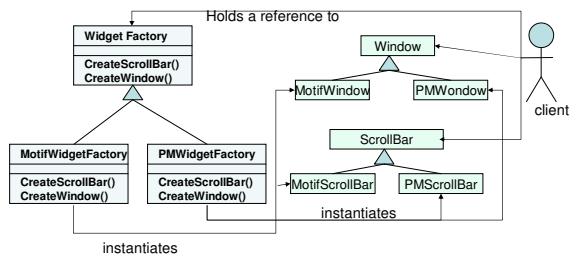 Holds a reference to
Widget Factory
CreateScrollBar()
CreateWindow()
Window
MotifWindow
PMWondow
client
ScrollBar
MotifWidgetFactory
CreateScrollBar()
CreateWindow()
PMWidgetFactory
CreateScrollBar()
CreateWindow()
MotifScrollBar
PMScrollBar
instantiates
instantiates